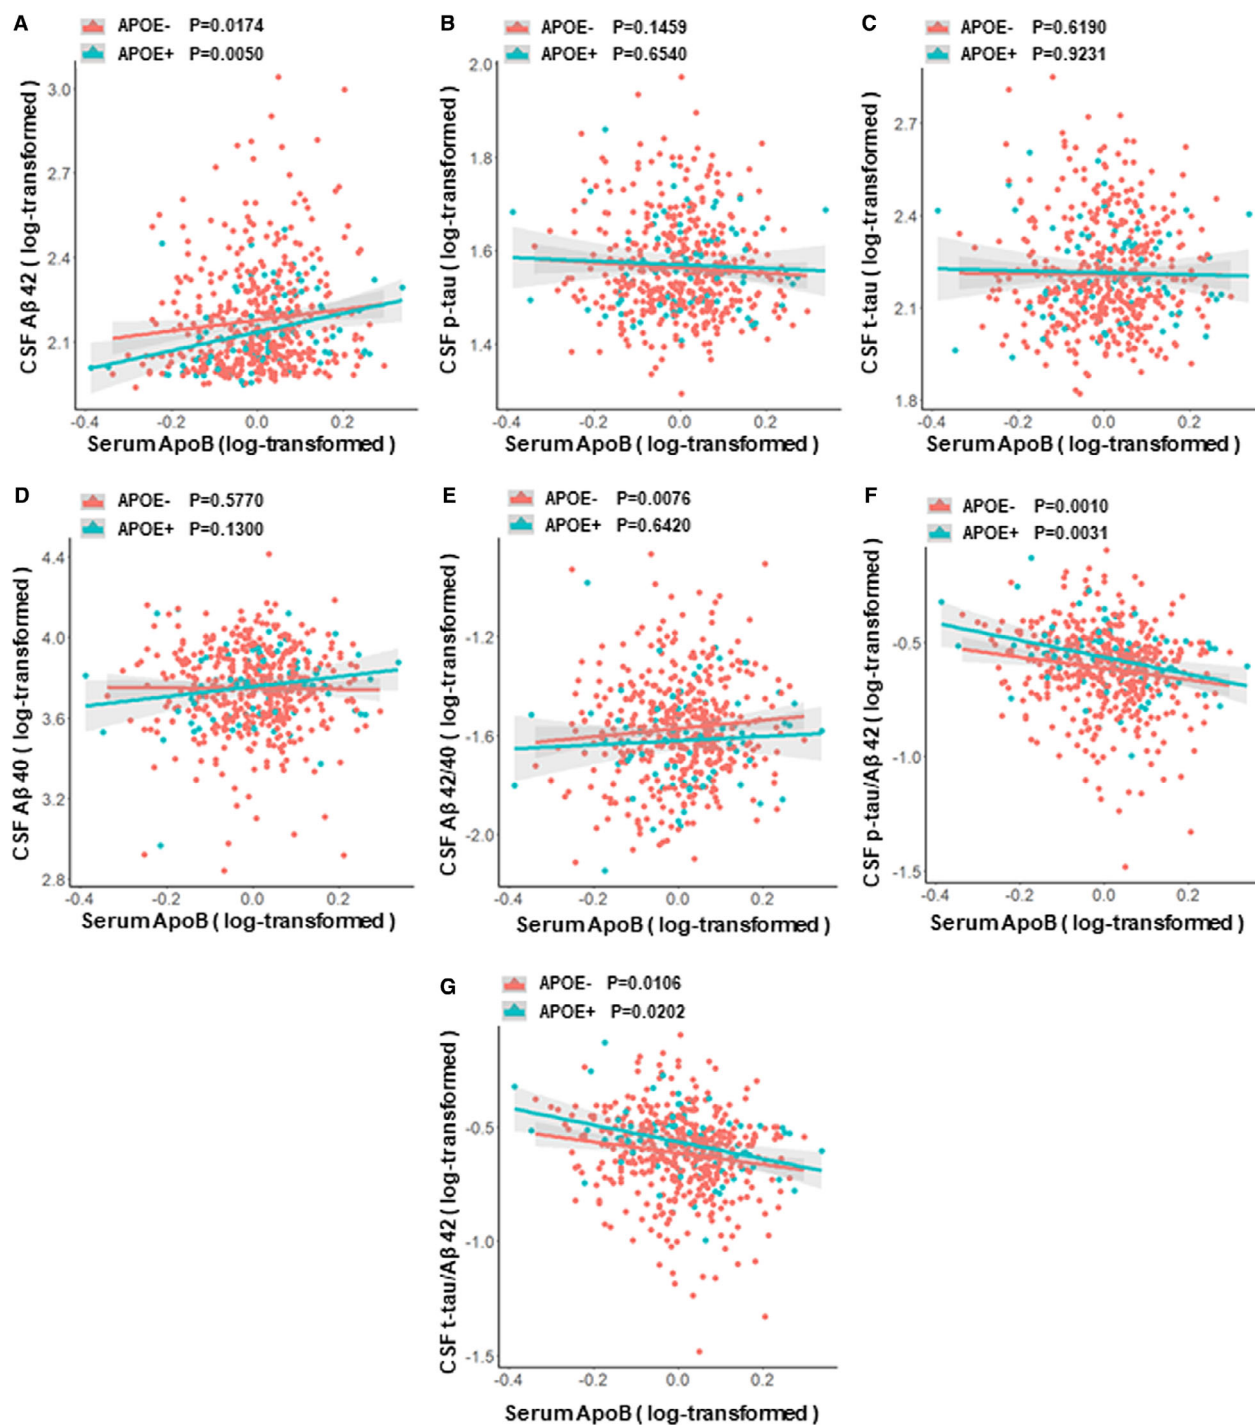 A
APOE- P=0.0174
APOE+ P=0.0050
CSF Aβ 42 ( log-transformed )
3.0
2.7
2.4
2.1
-0.4 -0.2 0.0 0.2
Serum ApoB (log-transformed )
B
APOE- P=0.1459
APOE+ P=0.6540
CSF p-tau ( log-transformed )
2.0
1.8
1.6
1.4
-0.4 -0.2 0.0 0.2
Serum ApoB ( log-transformed )
C
APOE- P=0.6190
APOE+ P=0.9231
CSF t-tau ( log-transformed )
2.7
2.4
2.1
1.8
-0.4 -0.2 0.0 0.2
Serum ApoB ( log-transformed )
D
APOE- P=0.5770
APOE+ P=0.1300
CSF Aβ 40 ( log-transformed )
4.4
4.0
3.6
3.2
2.8
-0.4 -0.2 0.0 0.2
Serum ApoB ( log-transformed )
E
APOE- P=0.0076
APOE+ P=0.6420
CSF Aβ 42/40 ( log-transformed )
-1.2
-1.6
-2.0
-0.4 -0.2 0.0 0.2
Serum ApoB ( log-transformed )
F
APOE- P=0.0010
APOE+ P=0.0031
CSF p-tau/Aβ 42 ( log-transformed )
-0.5
-1.0
-1.5
-0.4 -0.2 0.0 0.2
Serum ApoB ( log-transformed )
G
APOE- P=0.0106
APOE+ P=0.0202
CSF t-tau/Aβ 42 ( log-transformed )
-0.5
-1.0
-1.5
-0.4 -0.2 0.0 0.2
Serum ApoB ( log-transformed )